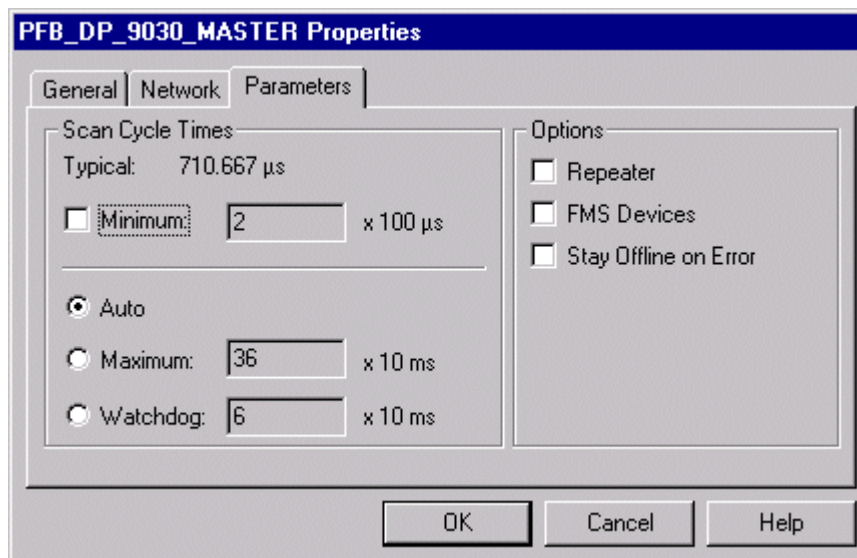 PFB_DP_9030_MASTER Properties
General Network Parameters
Scan Cycle Times
Typical: 710.667 µs
Minimum: 2 x 100 µs
Auto
Maximum: 36 x 10 ms
Watchdog: 6 x 10 ms
Options
Repeater
FMS Devices
Stay Offline on Error
OK Cancel Help